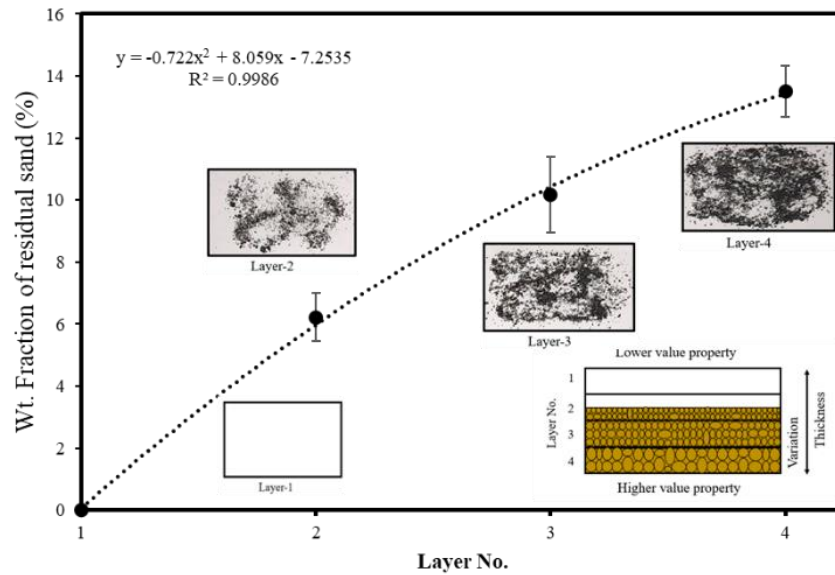 16
14
12
10
8
6
4
2
0
Wt. Fraction of residual sand (%)
y = -0.722x² + 8.059x - 7.2535
R² = 0.9986
Layer-2
Layer-4
Layer-3
Layer-1
Lower value property
1
2
3
4
Layer No.
Variation
Thickness
Higher value property
1
2
3
4
Layer No.